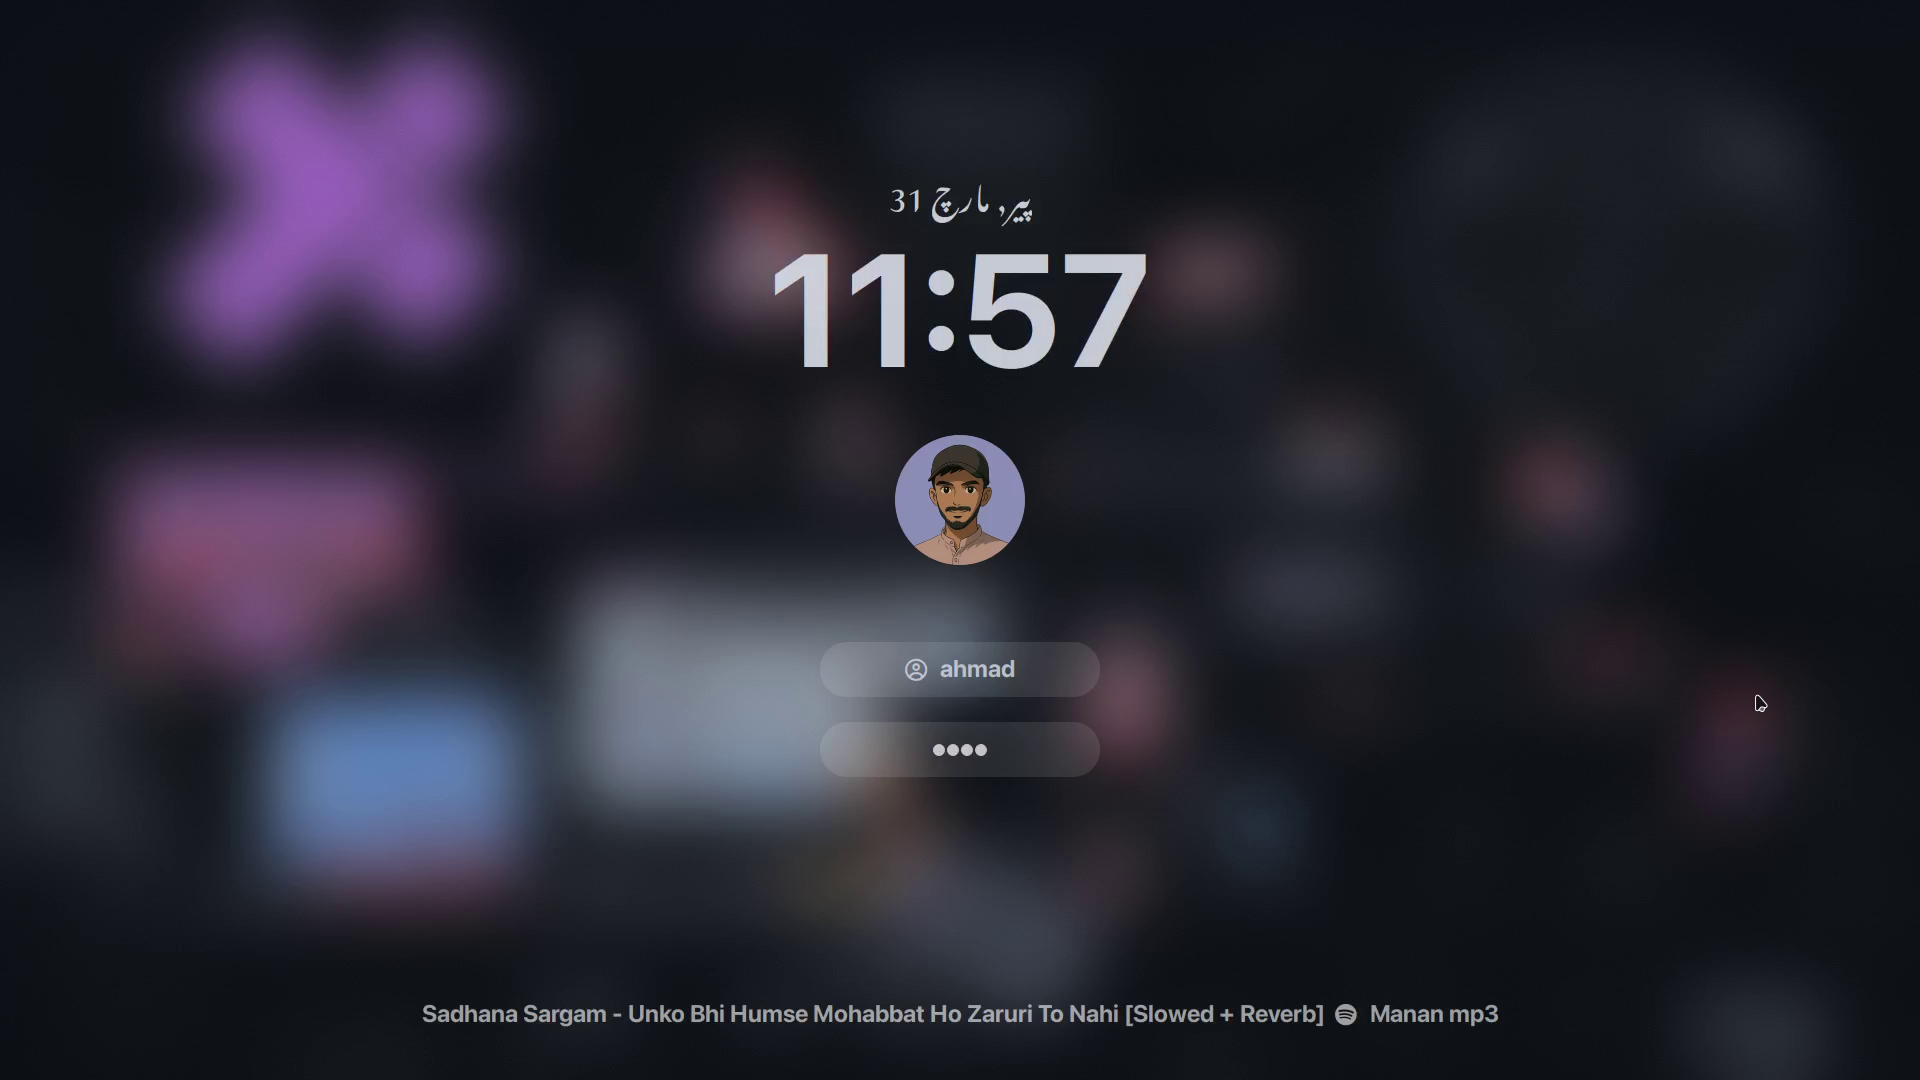 پیر, مارچ 31
11:57
ahmad
Sadhana Sargam - Unko Bhi Humse Mohabbat Ho Zaruri To Nahi [Slowed + Reverb] Manan mp3